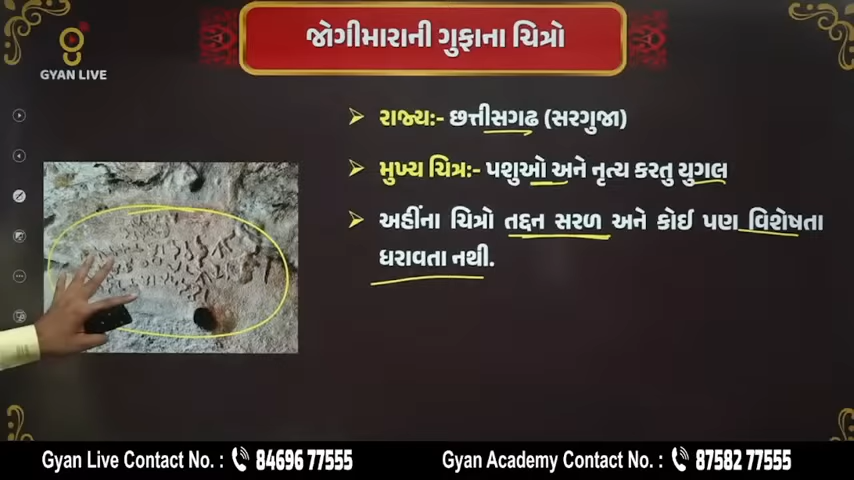 જોગીમારાની ગુફાના ચિત્રો
GYAN LIVE
રાજ્ય:- છત્તીસગઢ (સરગુજા)
મુખ્ય ચિત્ર:- પશુઓ અને નૃત્ય કરતુ યુગલ
અહીંના ચિત્રો તદ્દન સરળ અને કોઈ પણ વિશેષતા
ધરાવતા નથી.
Gyan Live Contact No. : 84696 77555 Gyan Academy Contact No. : 87582 77555